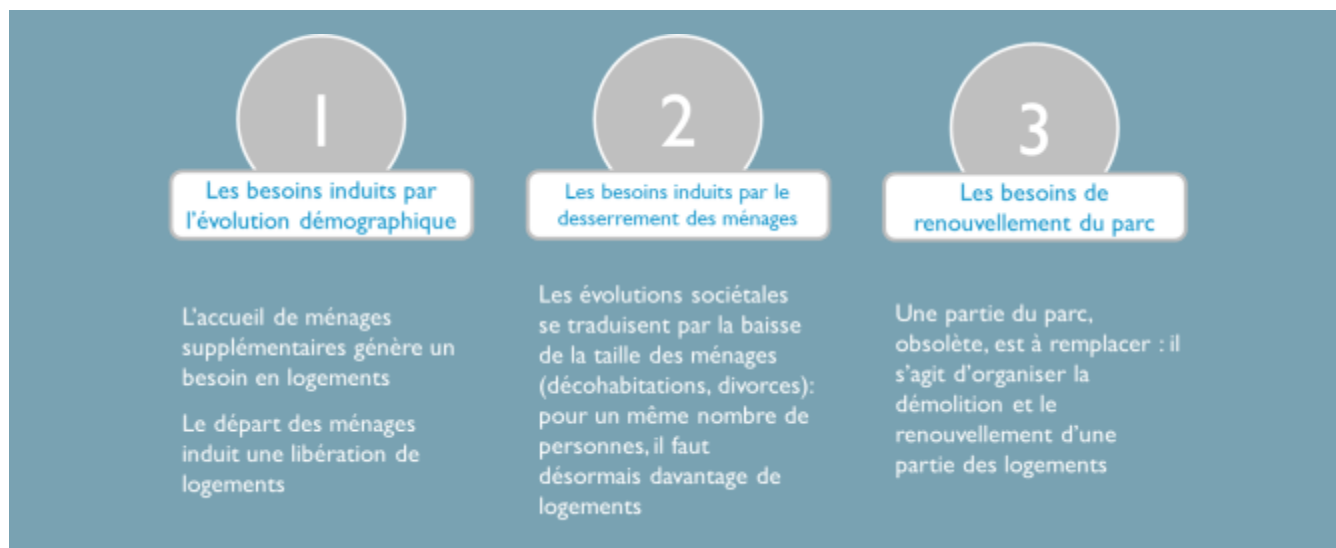 1
Les besoins induits par
l'évolution démographique
L'accueil de ménages
supplémentaires génère un
besoin en logements
Le départ des ménages
induit une libération de
logements
2
Les besoins induits par le
desserrement des ménages
Les évolutions sociétales
se traduisent par la baisse
de la taille des ménages
(décohabitations, divorces):
pour un même nombre de
personnes, il faut
désormais davantage de
logements
3
Les besoins de
renouvellement du parc
Une partie du parc,
obsolète, est à remplacer : il
s'agit d'organiser la
démolition et le
renouvellement d'une
partie des logements